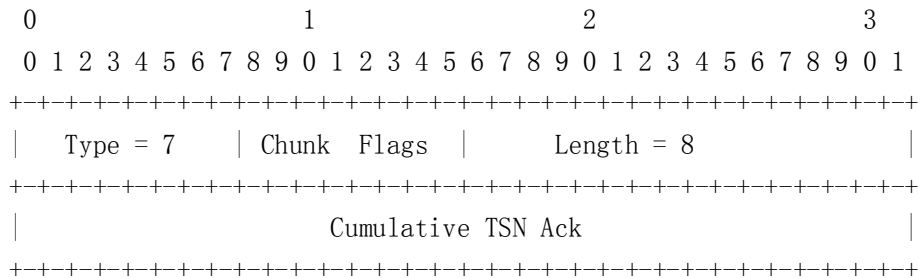 0                   1                   2                   3
0 1 2 3 4 5 6 7 8 9 0 1 2 3 4 5 6 7 8 9 0 1 2 3 4 5 6 7 8 9 0 1
+-+-+-+-+-+-+-+-+-+-+-+-+-+-+-+-+-+-+-+-+-+-+-+-+-+-+-+-+-+-+-+-+
|   Type = 7    | Chunk  Flags  |      Length = 8               |
+-+-+-+-+-+-+-+-+-+-+-+-+-+-+-+-+-+-+-+-+-+-+-+-+-+-+-+-+-+-+-+-+
|                      Cumulative TSN Ack                       |
+-+-+-+-+-+-+-+-+-+-+-+-+-+-+-+-+-+-+-+-+-+-+-+-+-+-+-+-+-+-+-+-+